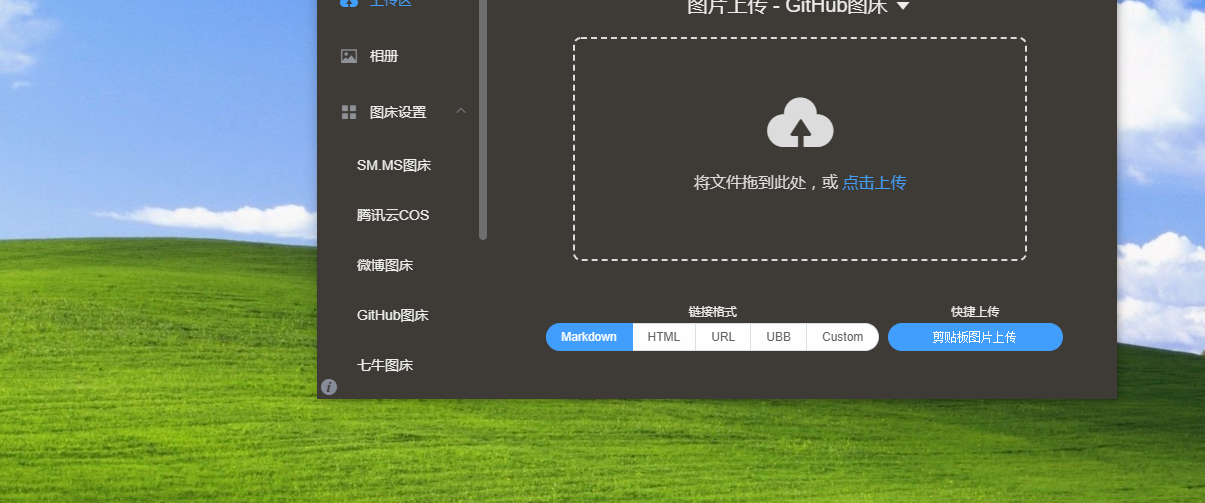 上传区
图片上传 - GitHub图床
相册
图床设置
SM.MS图床
腾讯云COS
微博图床
GitHub图床
七牛图床
将文件拖到此处，或 点击上传
链接格式
Markdown HTML URL UBB Custom
快捷上传
剪贴板图片上传
i